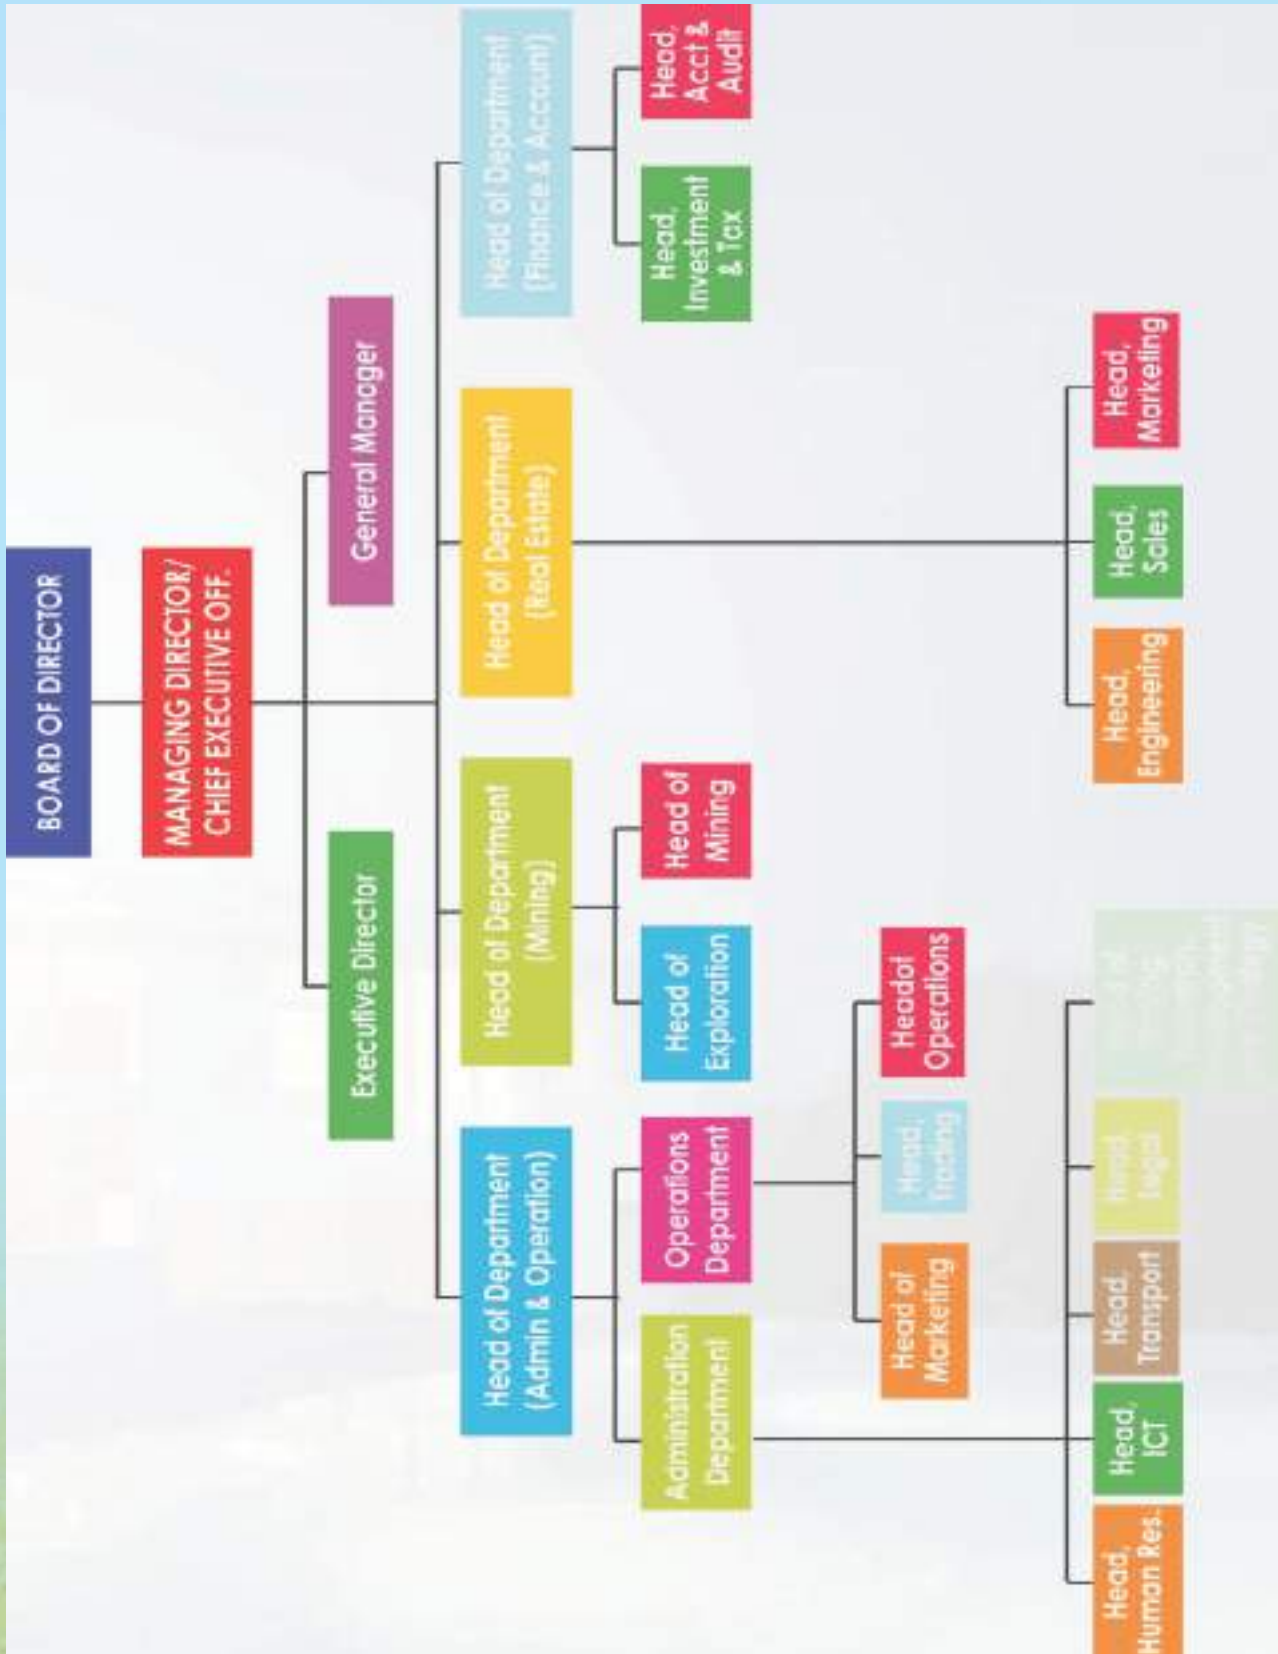 BOARD OF DIRECTOR
MANAGING DIRECTOR/
CHIEF EXECUTIVE OFF.
Executive Director
General Manager
Head of Department
(Admin & Operation)
Head of Department
(Mining)
Head of Department
(Real Estate)
Head of Department
(Finance & Account)
Administration
Department
Operations
Department
Head of
Exploration
Head of
Mining
Head,
Investment
& Tax
Head,
Acct &
Audit
Head of
Marketing
Head,
Trading
Headof
Operations
Head,
Human Res.
Head,
ICT
Head,
Transport
Head,
Legal
Head,
Engineering
Head,
Sales
Head,
Marketing